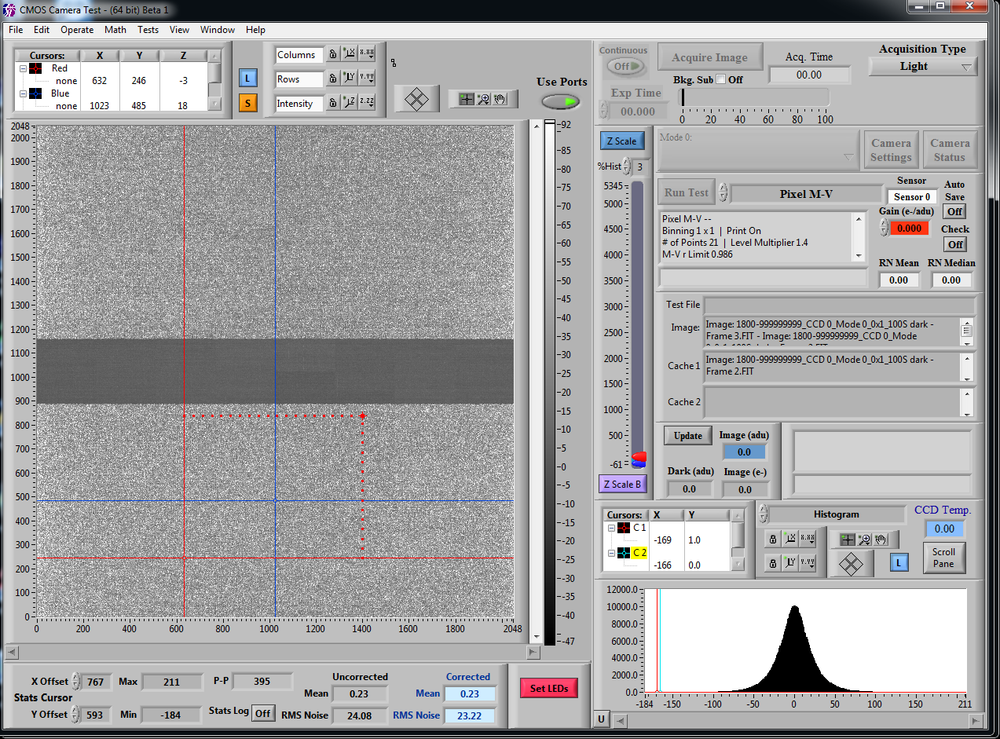 CMOS Camera Test - (64 bit) Beta 1
File Edit Operate Math Tests View Window Help
Cursors: X Y Z
Red
none 632 246 -3
Blue
none 1023 485 18
L
S
Columns
Rows
Intensity
X.XX
Y.YY
Z.ZZ
Use Ports
2048
2000
1900
1800
1700
1600
1500
1400
1300
1200
1100
1000
900
800
700
600
500
400
300
200
100
0
0 200 400 600 800 1000 1200 1400 1600 1800 2048
92
85
80
75
70
65
60
55
50
45
40
35
30
25
20
15
10
5
0
-5
-10
-15
-20
-25
-30
-35
-40
-47
X Offset 767 Max 211 P-P 395
Stats Cursor
Y Offset 593 Min -184 Stats Log Off
Uncorrected Corrected
Mean 0.23 Mean 0.23
RMS Noise 24.08 RMS Noise 23.22
Set LEDs
Continuous
Off
Acquire Image
Acq. Time
00.00
Acquisition Type
Light
Bkg. Sub Off
Exp Time
00.000
0 20 40 60 80 100
Z Scale
%Hist 3
5345
5000
4500
4000
3500
3000
2500
2000
1500
1000
500
-61
Z Scale B
Mode 0:
Camera Settings
Camera Status
Run Test
Pixel M-V
Sensor
Sensor 0
Auto Save
Off
Gain (e-/adu)
0.000
Check
Off
Pixel M-V --
Binning 1 x 1 | Print On
# of Points 21 | Level Multiplier 1.4
M-V r Limit 0.986
RN Mean RN Median
0.00 0.00
Test File
Image: Image: 1800-999999999_CCD 0_Mode 0_0x1_100S dark -
Frame 3.FIT - Image: 1800-999999999_CCD 0_Mode
Cache 1 Image: 1800-999999999_CCD 0_Mode 0_0x1_100S dark -
Frame 2.FIT
Cache 2
Update Image (adu)
0.0
Dark (adu) Image (e-)
0.0 0.0
Cursors: X Y
C 1
-169 1.0
C 2
-166 0.0
Histogram
X.XX
Y.YY
L
CCD Temp.
0.00
Scroll Pane
12000.0
10000.0
8000.0
6000.0
4000.0
2000.0
0.0
-184 -150 -100 -50 0 50 100 150 211
U